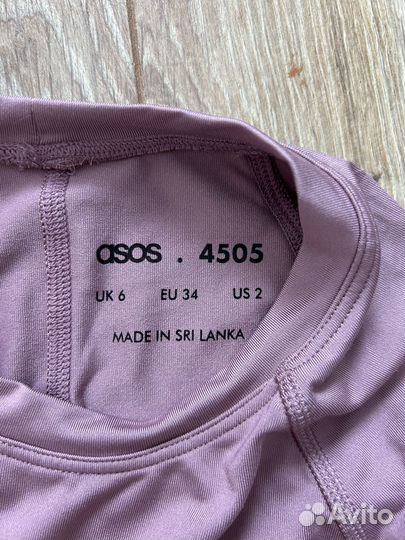 asos . 4505
UK 6 EU 34 US 2
MADE IN SRI LANKA
Avito